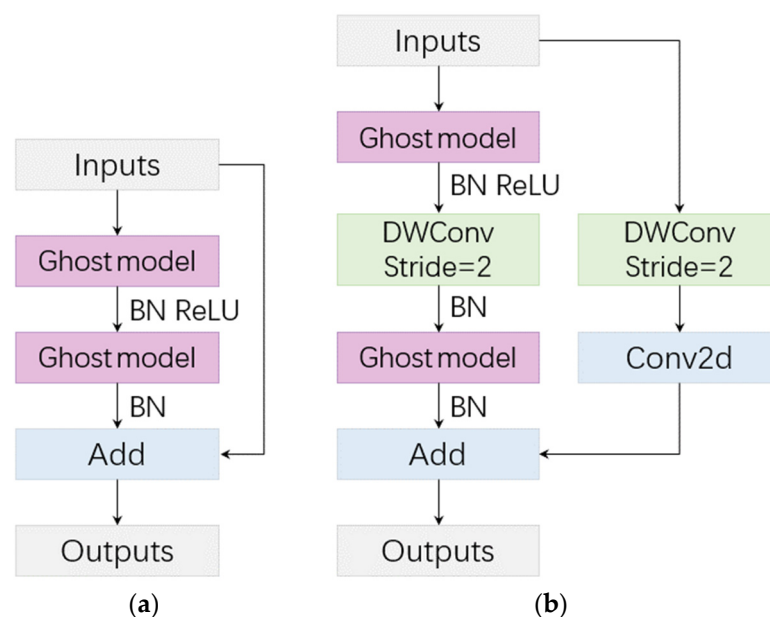 Inputs
Ghost model
BN ReLU
Ghost model
BN
Add
Outputs
(a)
Inputs
Ghost model
BN ReLU
DWConv
Stride=2
BN
Ghost model
BN
Add
Outputs
DWConv
Stride=2
Conv2d
(b)